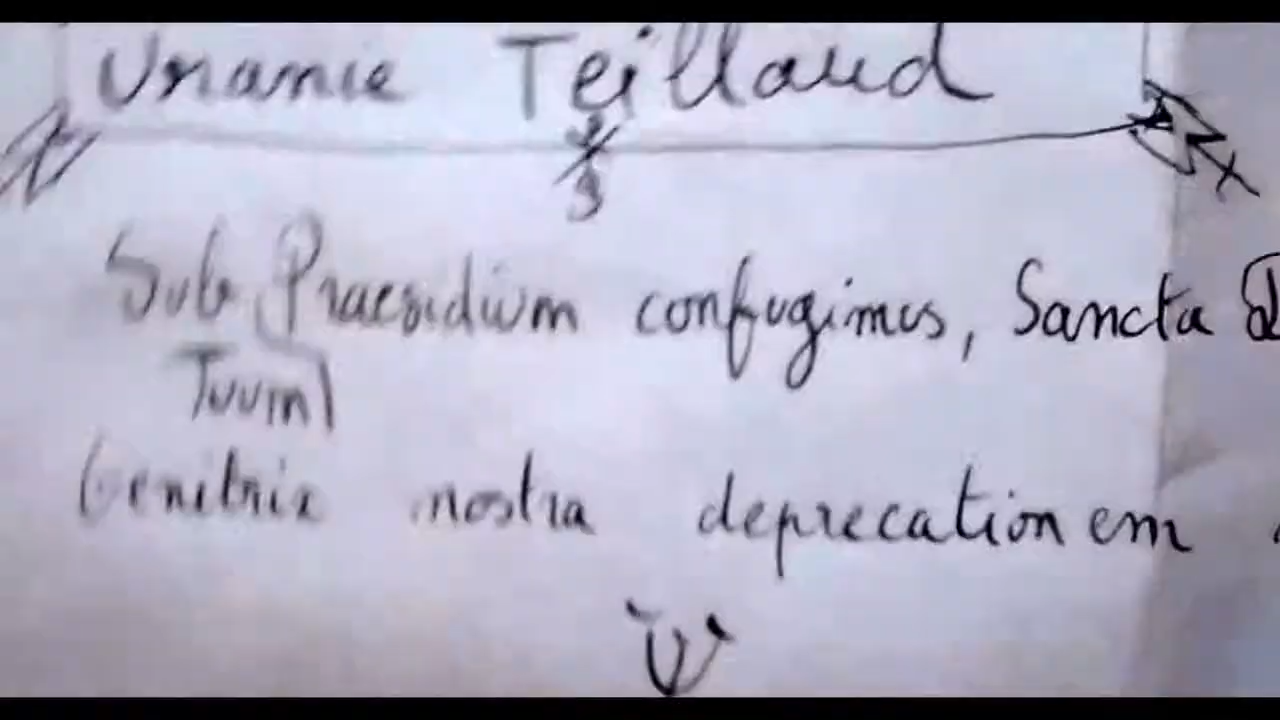 Uranie Teillaud
Sub Praesidium confugimus, Sancta
Tuum
Genitrix nostra deprecationem